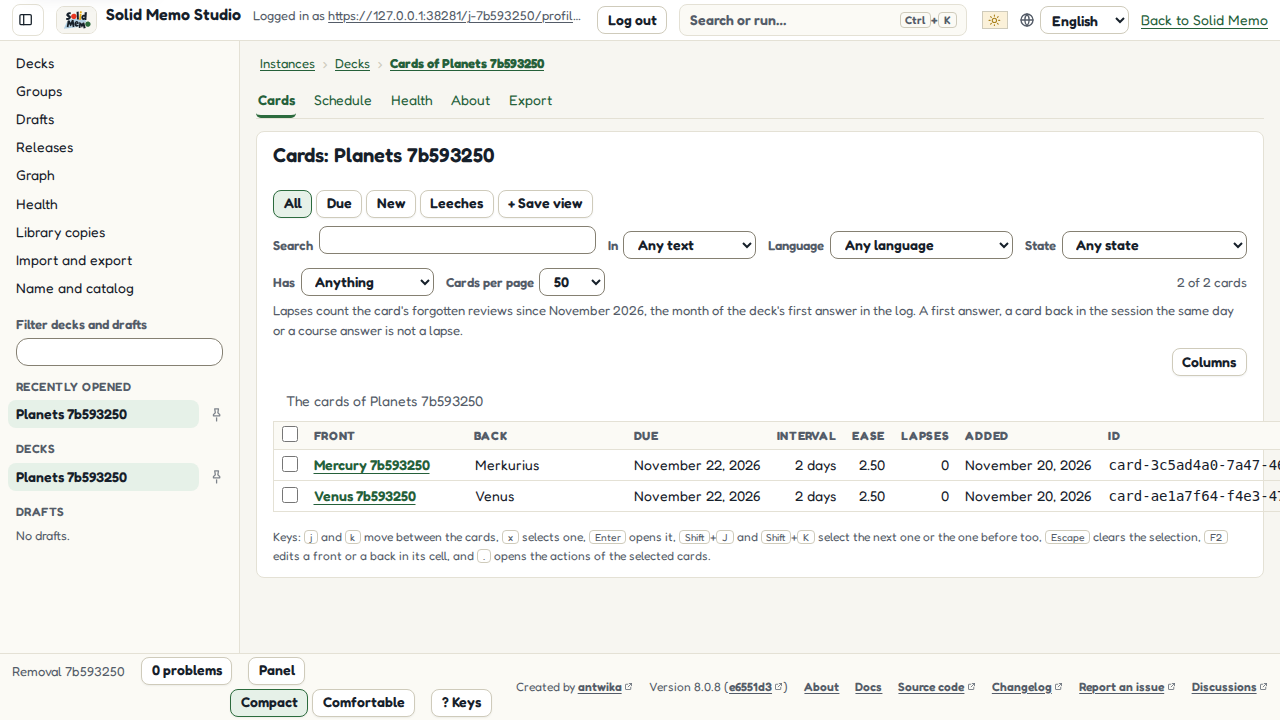 Solid Memo
Solid Memo Studio
Logged in as https://127.0.0.1:38281/j-7b593250/profil…
Log out
Search or run... Ctrl+K
English
Back to Solid Memo
Decks
Groups
Drafts
Releases
Graph
Health
Library copies
Import and export
Name and catalog
Filter decks and drafts
RECENTLY OPENED
Planets 7b593250
DECKS
Planets 7b593250
DRAFTS
No drafts.
Instances › Decks › Cards of Planets 7b593250
Cards Schedule Health About Export
Cards: Planets 7b593250
All Due New Leeches + Save view
Search In Any text Language Any language State Any state
Has Anything Cards per page 50 2 of 2 cards
Lapses count the card's forgotten reviews since November 2026, the month of the deck's first answer in the log. A first answer, a card back in the session the same day
or a course answer is not a lapse.
Columns
The cards of Planets 7b593250
FRONT BACK DUE INTERVAL EASE LAPSES ADDED ID
Mercury 7b593250 Merkurius November 22, 2026 2 days 2.50 0 November 20, 2026 card-3c5ad4a0-7a47-4
Venus 7b593250 Venus November 22, 2026 2 days 2.50 0 November 20, 2026 card-ae1a7f64-f4e3-4
Keys: j and k move between the cards, x selects one, Enter opens it, Shift+J and Shift+K select the next one or the one before too, Escape clears the selection, F2
edits a front or a back in its cell, and . opens the actions of the selected cards.
Removal 7b593250 0 problems Panel
Compact Comfortable ? Keys
Created by antwika Version 8.0.8 (e6551d3) About Docs Source code Changelog Report an issue Discussions